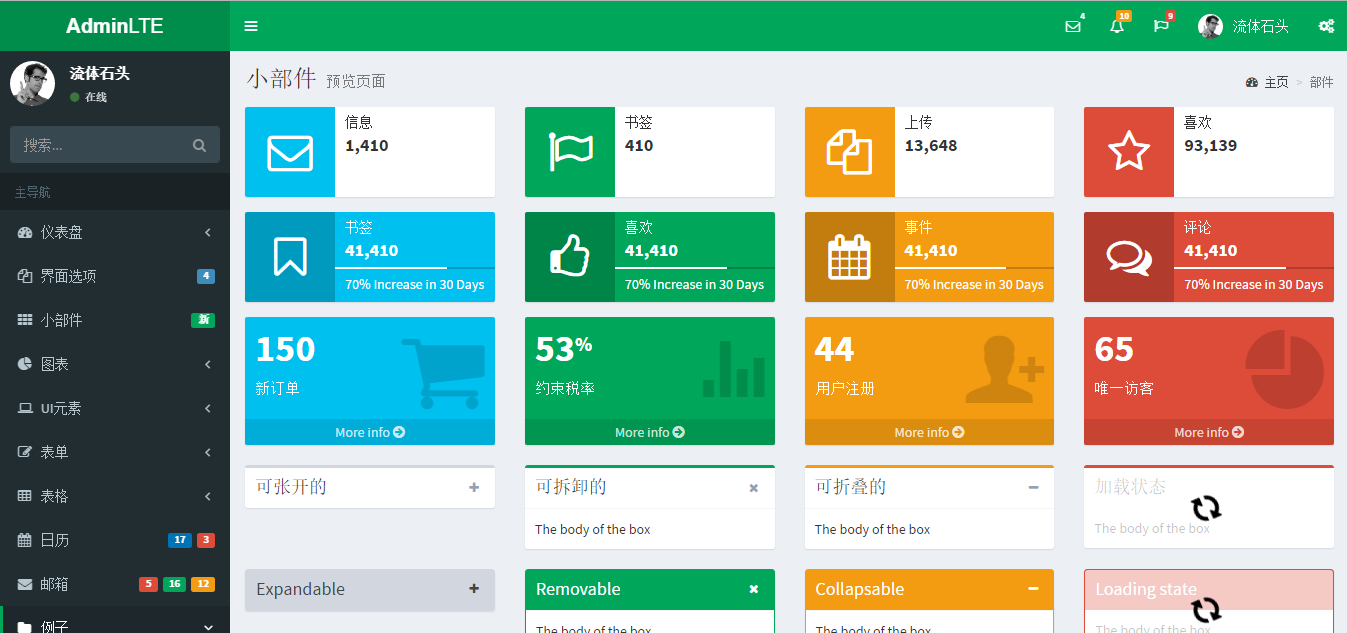 AdminLTE
4
10
9
流体石头
流体石头
在线
搜索...
主导航
仪表盘
界面选项
4
小部件
新
图表
UI元素
表单
表格
日历
17
3
邮箱
5
16
12
例子
小部件 预览页面
主页 > 部件
信息
1,410
书签
410
上传
13,648
喜欢
93,139
书签
41,410
70% Increase in 30 Days
喜欢
41,410
70% Increase in 30 Days
事件
41,410
70% Increase in 30 Days
评论
41,410
70% Increase in 30 Days
150
新订单
More info
53%
约束税率
More info
44
用户注册
More info
65
唯一访客
More info
可张开的
可拆卸的
The body of the box
可折叠的
The body of the box
加载状态
The body of the box
Expandable
Removable
The body of the box
Collapsable
The body of the box
Loading state
The body of the box